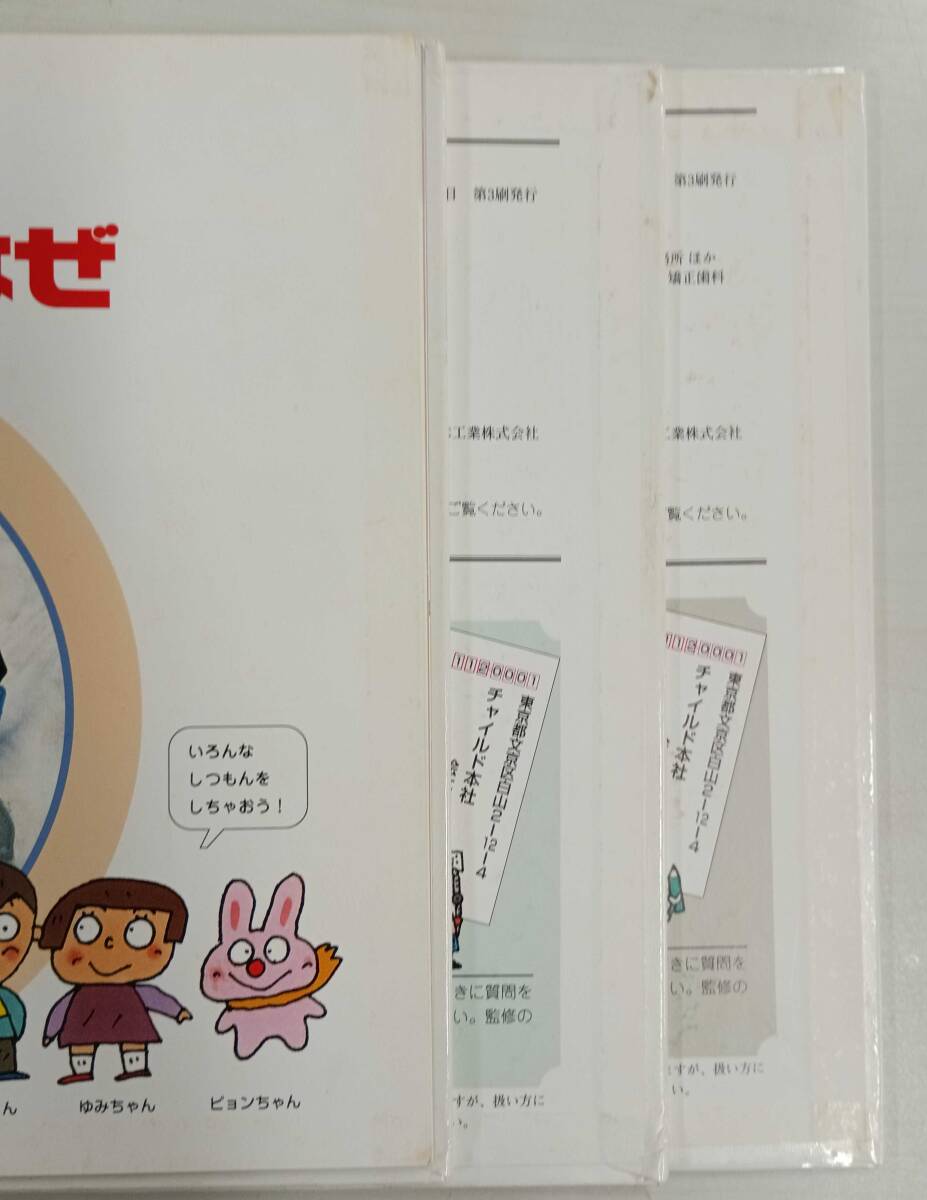 なぜ
いろんな
しつもんを
しちゃおう！
ん
ゆみちゃん
ピョンちゃん
日 第3刷発行
工業株式会社
ご覧ください。
1120001
東京都文京区白山2-12-4
チャイルド本社
きに質問を
い。監修の
すが、扱い方に
い。
第3刷発行
所 ほか
矯正歯科
工業株式会社
覧ください。
1120001
東京都文京区白山2-12-4
チャイルド本社
きに質問を
い。監修の
ますが、扱い方に
い。